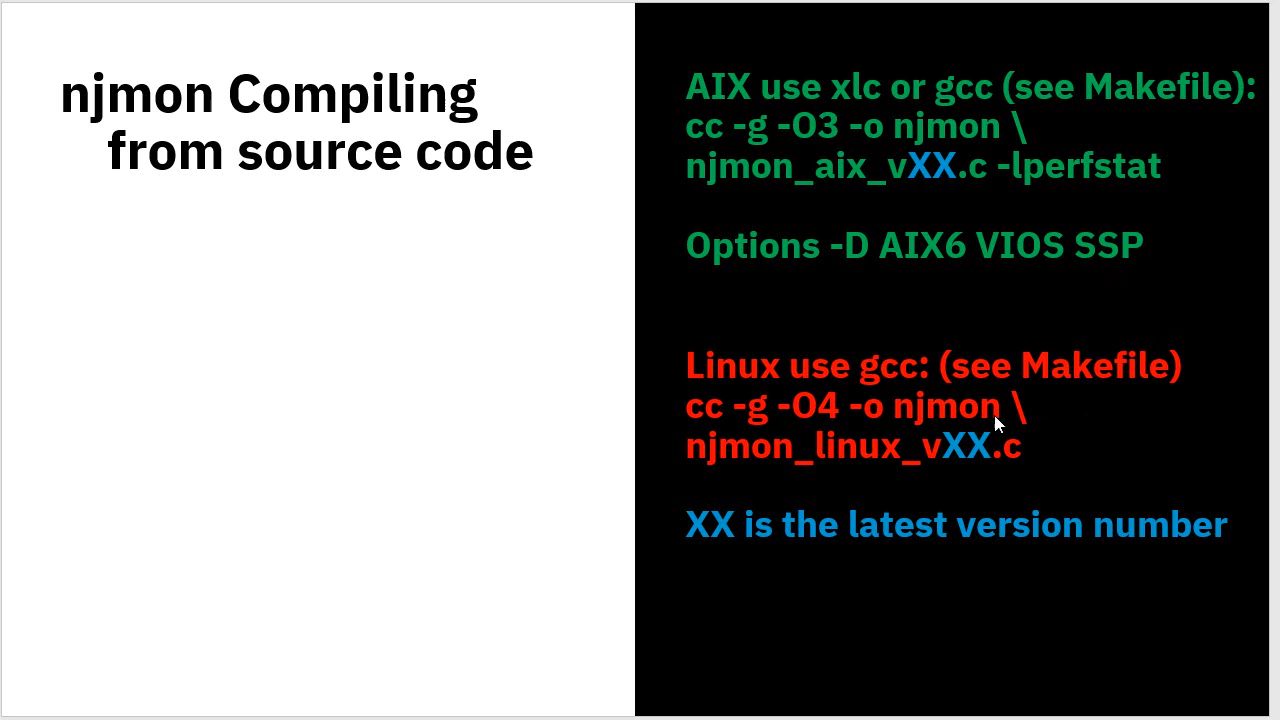 njmon Compiling
from source code
AIX use xlc or gcc (see Makefile):
cc -g -O3 -o njmon \
njmon_aix_vXX.c -lperfstat
Options -D AIX6 VIOS SSP
Linux use gcc: (see Makefile)
cc -g -O4 -o njmon \
njmon_linux_vXX.c
XX is the latest version number